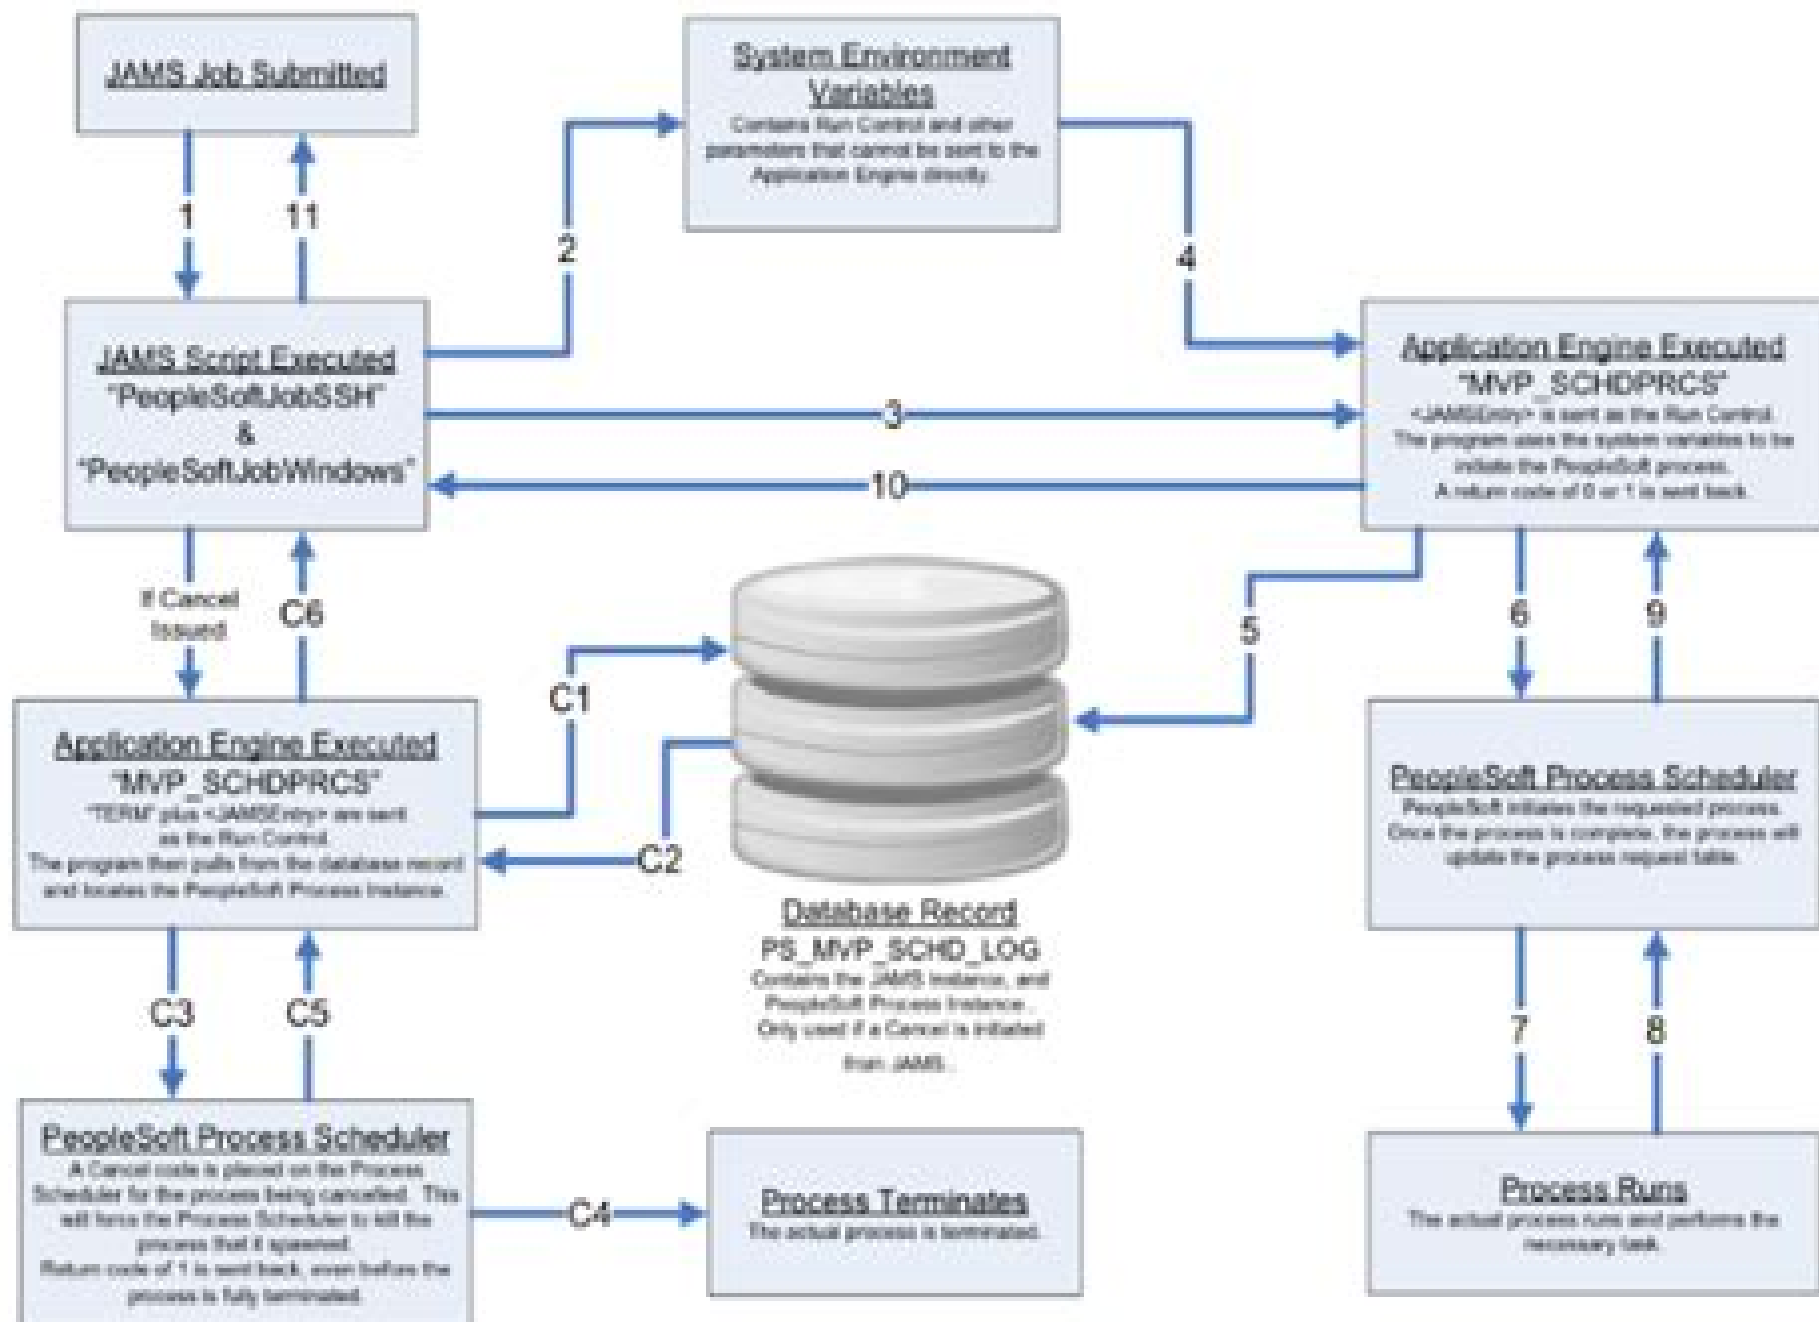 JAMS Job Submitted
System Environment
Variables
Contains Run Control and other
parameters that cannot be sent to the
Application Engine directly.
1
11
2
4
JAMS Script Executed
"PeopleSoftJobSSH"
&
"PeopleSoftJobWindows"
3
10
Application Engine Executed
"MVP_SCHDPRCS"
<JAMSEntry> is sent as the Run Control.
The program uses the system variables to be
initiate the PeopleSoft process.
A return code of 0 or 1 is sent back.
If Cancel
Issued
C6
C1
C2
5
6
9
Application Engine Executed
"MVP_SCHDPRCS"
"TERM" plus <JAMSEntry> are sent
as the Run Control.
The program then pulls from the database record
and locates the PeopleSoft Process Instance.
Database Record
PS_MVP_SCHD_LOG
Contains the JAMS Instance, and
PeopleSoft Process Instance.
Only used if a Cancel is initiated
from JAMS.
PeopleSoft Process Scheduler
PeopleSoft initiates the requested process.
Once the process is complete, the process will
update the process request table.
C3
C5
7
8
PeopleSoft Process Scheduler
A Cancel code is placed on the Process
Scheduler for the process being cancelled. This
will force the Process Scheduler to kill the
process that it spawned.
Return code of 1 is sent back, even before the
process is fully terminated.
C4
Process Terminates
The actual process is terminated.
Process Runs
The actual process runs and performs the
necessary task.